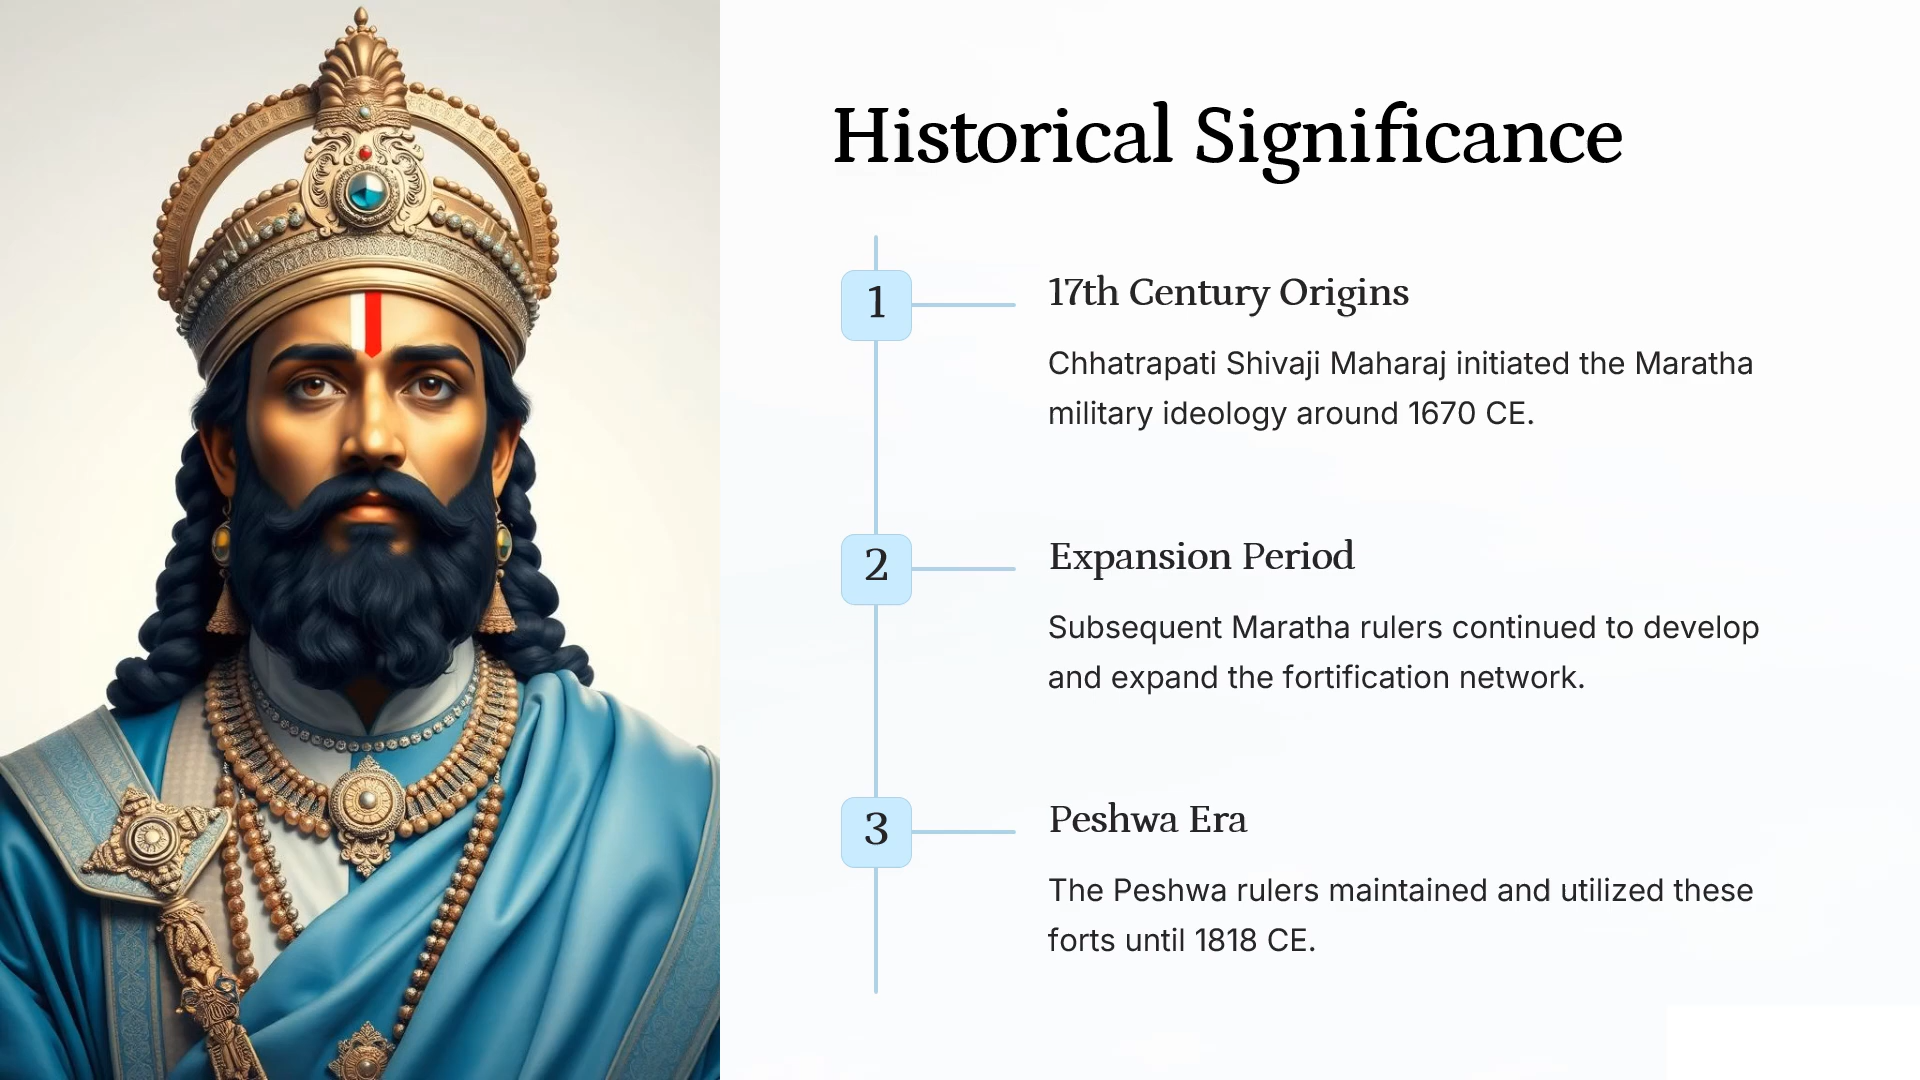 Historical Significance
1
17th Century Origins
Chhatrapati Shivaji Maharaj initiated the Maratha
military ideology around 1670 CE.
2
Expansion Period
Subsequent Maratha rulers continued to develop
and expand the fortification network.
3
Peshwa Era
The Peshwa rulers maintained and utilized these
forts until 1818 CE.